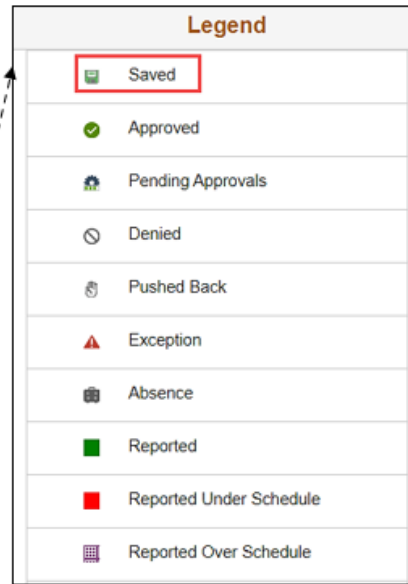 Legend
Saved
Approved
Pending Approvals
Denied
Pushed Back
Exception
Absence
Reported
Reported Under Schedule
Reported Over Schedule